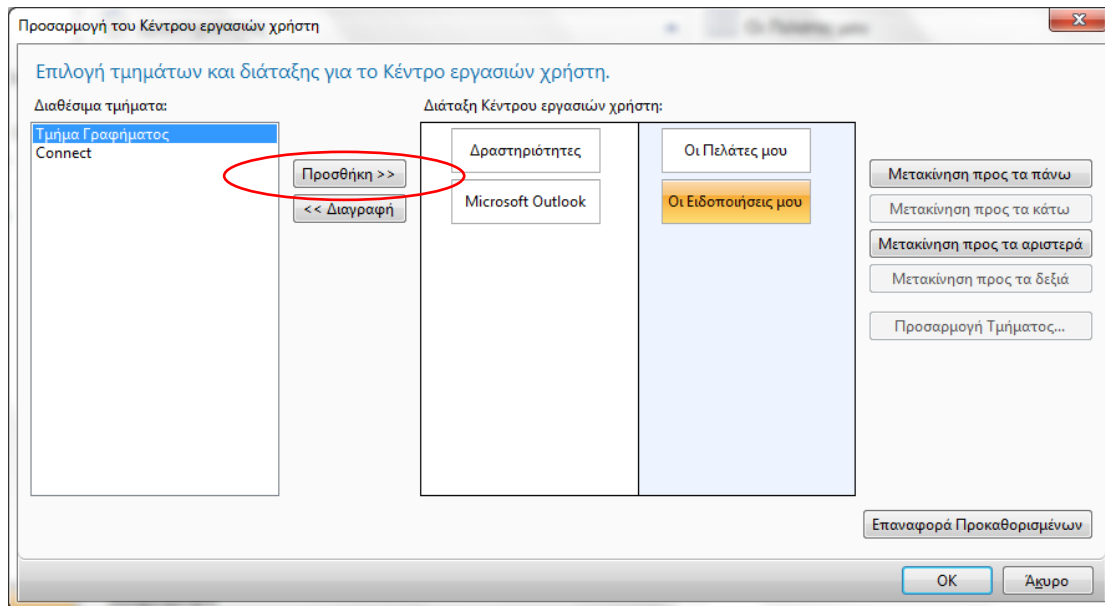 Προσαρμογή του Κέντρου εργασιών χρήστη
Οι Πελάτες μου
Επιλογή τμημάτων και διάταξης για το Κέντρο εργασιών χρήστη.
Διαθέσιμα τμήματα:
Διάταξη Κέντρου εργασιών χρήστη:
Τμήμα Γραφήματος
Connect
Προσθήκη >>
<< Διαγραφή
Δραστηριότητες
Microsoft Outlook
Οι Πελάτες μου
Οι Ειδοποιήσεις μου
Μετακίνηση προς τα πάνω
Μετακίνηση προς τα κάτω
Μετακίνηση προς τα αριστερά
Μετακίνηση προς τα δεξιά
Προσαρμογή Τμήματος...
Επαναφορά Προκαθορισμένων
OK
Άκυρο